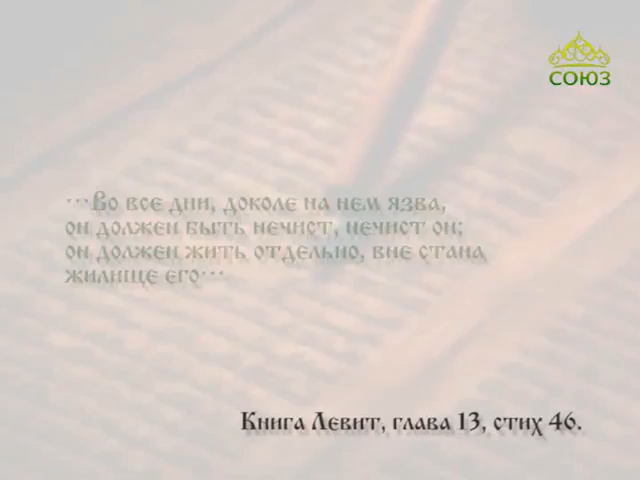 СОЮЗ
…Во все дни, доколе на нем язва,
он должен быть нечист, нечист он;
он должен жить отдельно, вне стана
жилище его…
Книга Левит, глава 13, стих 46.